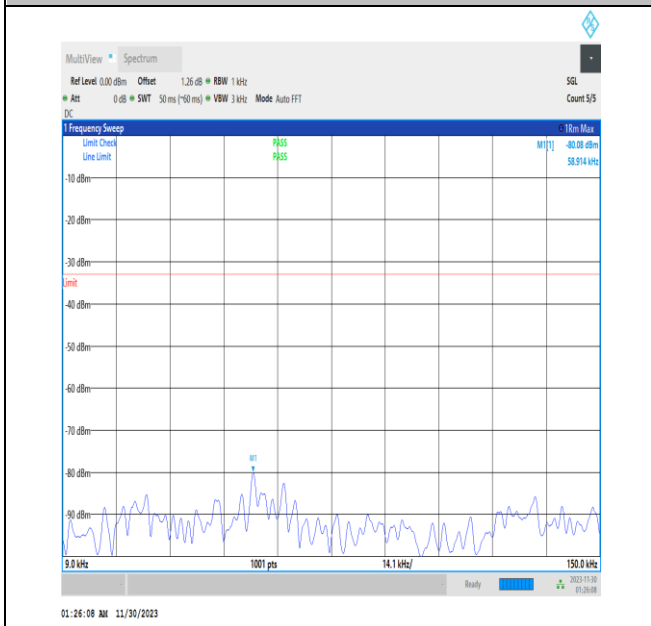 MultiView Spectrum
Ref Level 0.00 dBm Offset 1.26 dB RBW 1 kHz SGL
Att 0 dB SWT 50 ms (~60 ms) VBW 3 kHz Mode Auto FFT Count 5/5
DC
1 Frequency Sweep 1Rm Max
Limit Check PASS M1[1] -80.08 dBm
Line Limit PASS 58.914 kHz
-10 dBm
-20 dBm
-30 dBm
Limit
-40 dBm
-50 dBm
-60 dBm
-70 dBm
M1
-80 dBm
-90 dBm
9.0 kHz 1001 pts 14.1 kHz/ 150.0 kHz
Ready 2023-11-30
01:26:08
01:26:08 AM 11/30/2023